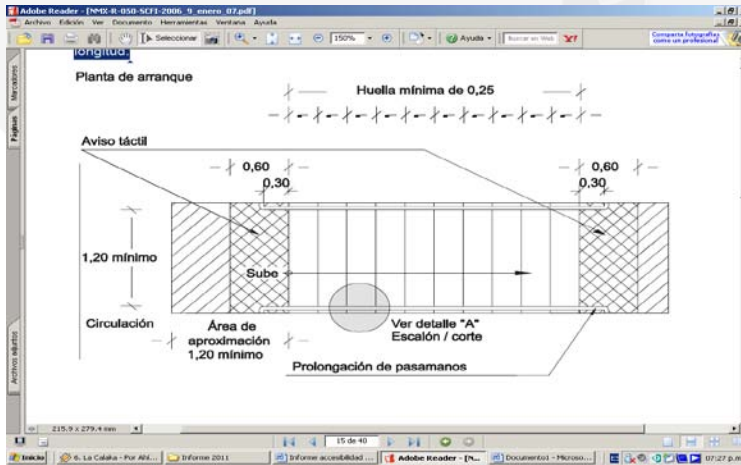 Adobe Reader - [NMX-R-050-SCFI-2006_9_enero_07.pdf]
Archivo Edición Ver Documento Herramientas Ventana Ayuda
Seleccionar 150% Ayuda Buscar en Web Y! Comparta fotografías como un profesional
longitud.
Planta de arranque
Huella mínima de 0,25
Aviso táctil
0,60 0,60
0,30 0,30
1,20 mínimo
Sube
Circulación
Área de
aproximación
1,20 mínimo
Ver detalle "A"
Escalón / corte
Prolongación de pasamanos
Marcadores
Páginas
Archivos adjuntos
215.9 x 279.4 mm
15 de 40
Inicio 6. La Calaka - Por Ahí... Informe 2011 Informe accesibilidad ... Adobe Reader - [N... Documento1 - Microso... 07:27 p.m.